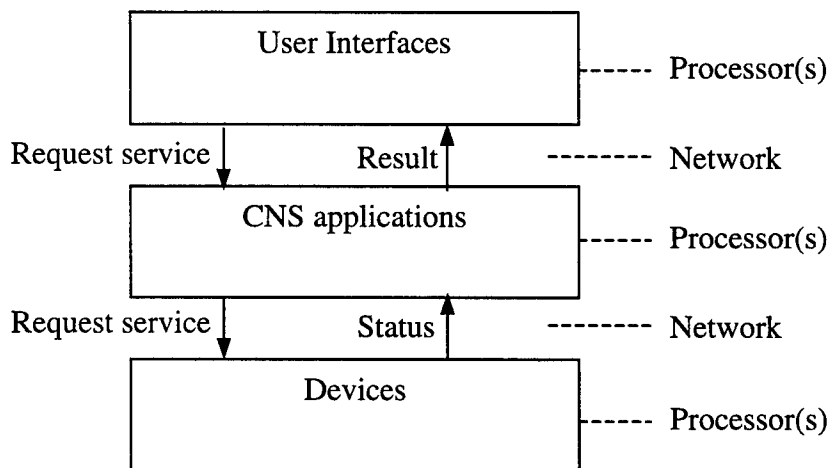 User Interfaces
Processor(s)
Request service
Result
Network
CNS applications
Processor(s)
Request service
Status
Network
Devices
Processor(s)